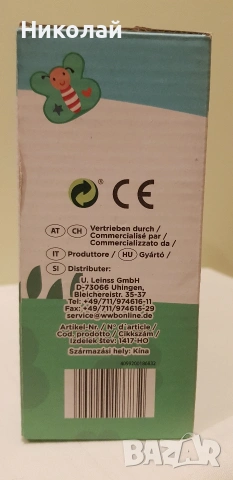 Николай
®
CE
AT CH Vertrieben durch /
Commercialisé par /
Commercializzato da /
IT Produttore / HU Gyártó /
SI Distributer:
U. Leinss GmbH
D-73066 Uhingen,
Bleichereistr. 35-37
Tel: +49/711/974616-11
Fax: +49/711/974616-29
service@wwbonline.de
Artikel-Nr. / N° d'article /
Cod. prodotto / Cikkszám /
Izdelek štev: 1417-HO
Származási hely: Kína
BAZAR